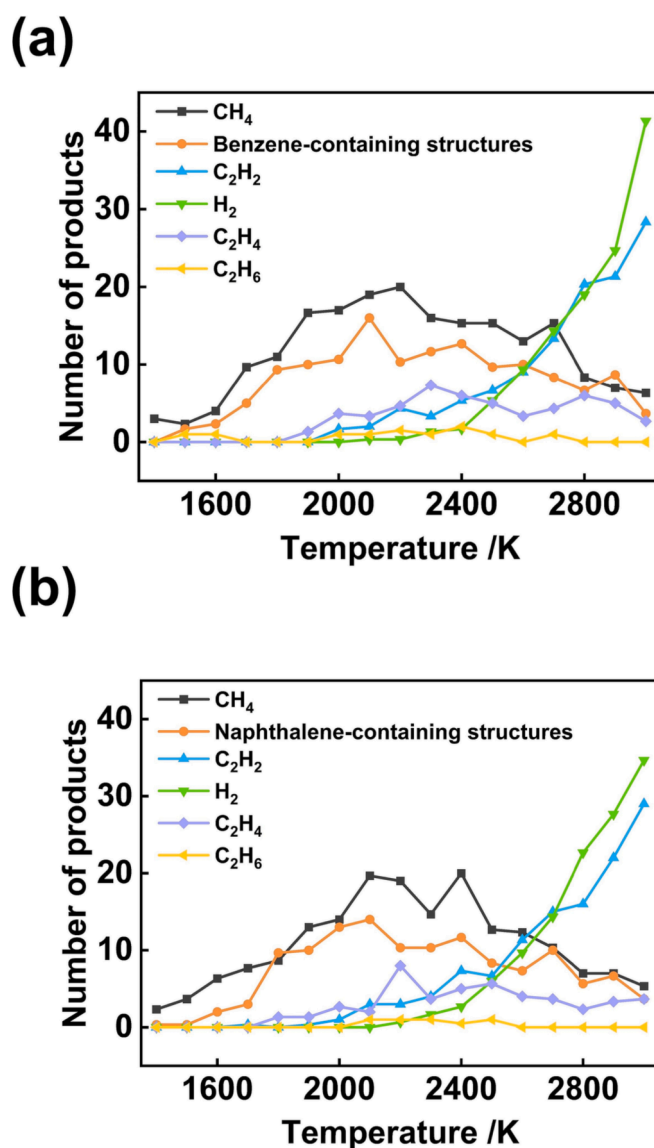 (a)
CH₄
Benzene-containing structures
C₂H₂
H₂
C₂H₄
C₂H₆
40
30
20
10
0
Number of products
1600 2000 2400 2800
Temperature /K
(b)
CH₄
Naphthalene-containing structures
C₂H₂
H₂
C₂H₄
C₂H₆
40
30
20
10
0
Number of products
1600 2000 2400 2800
Temperature /K